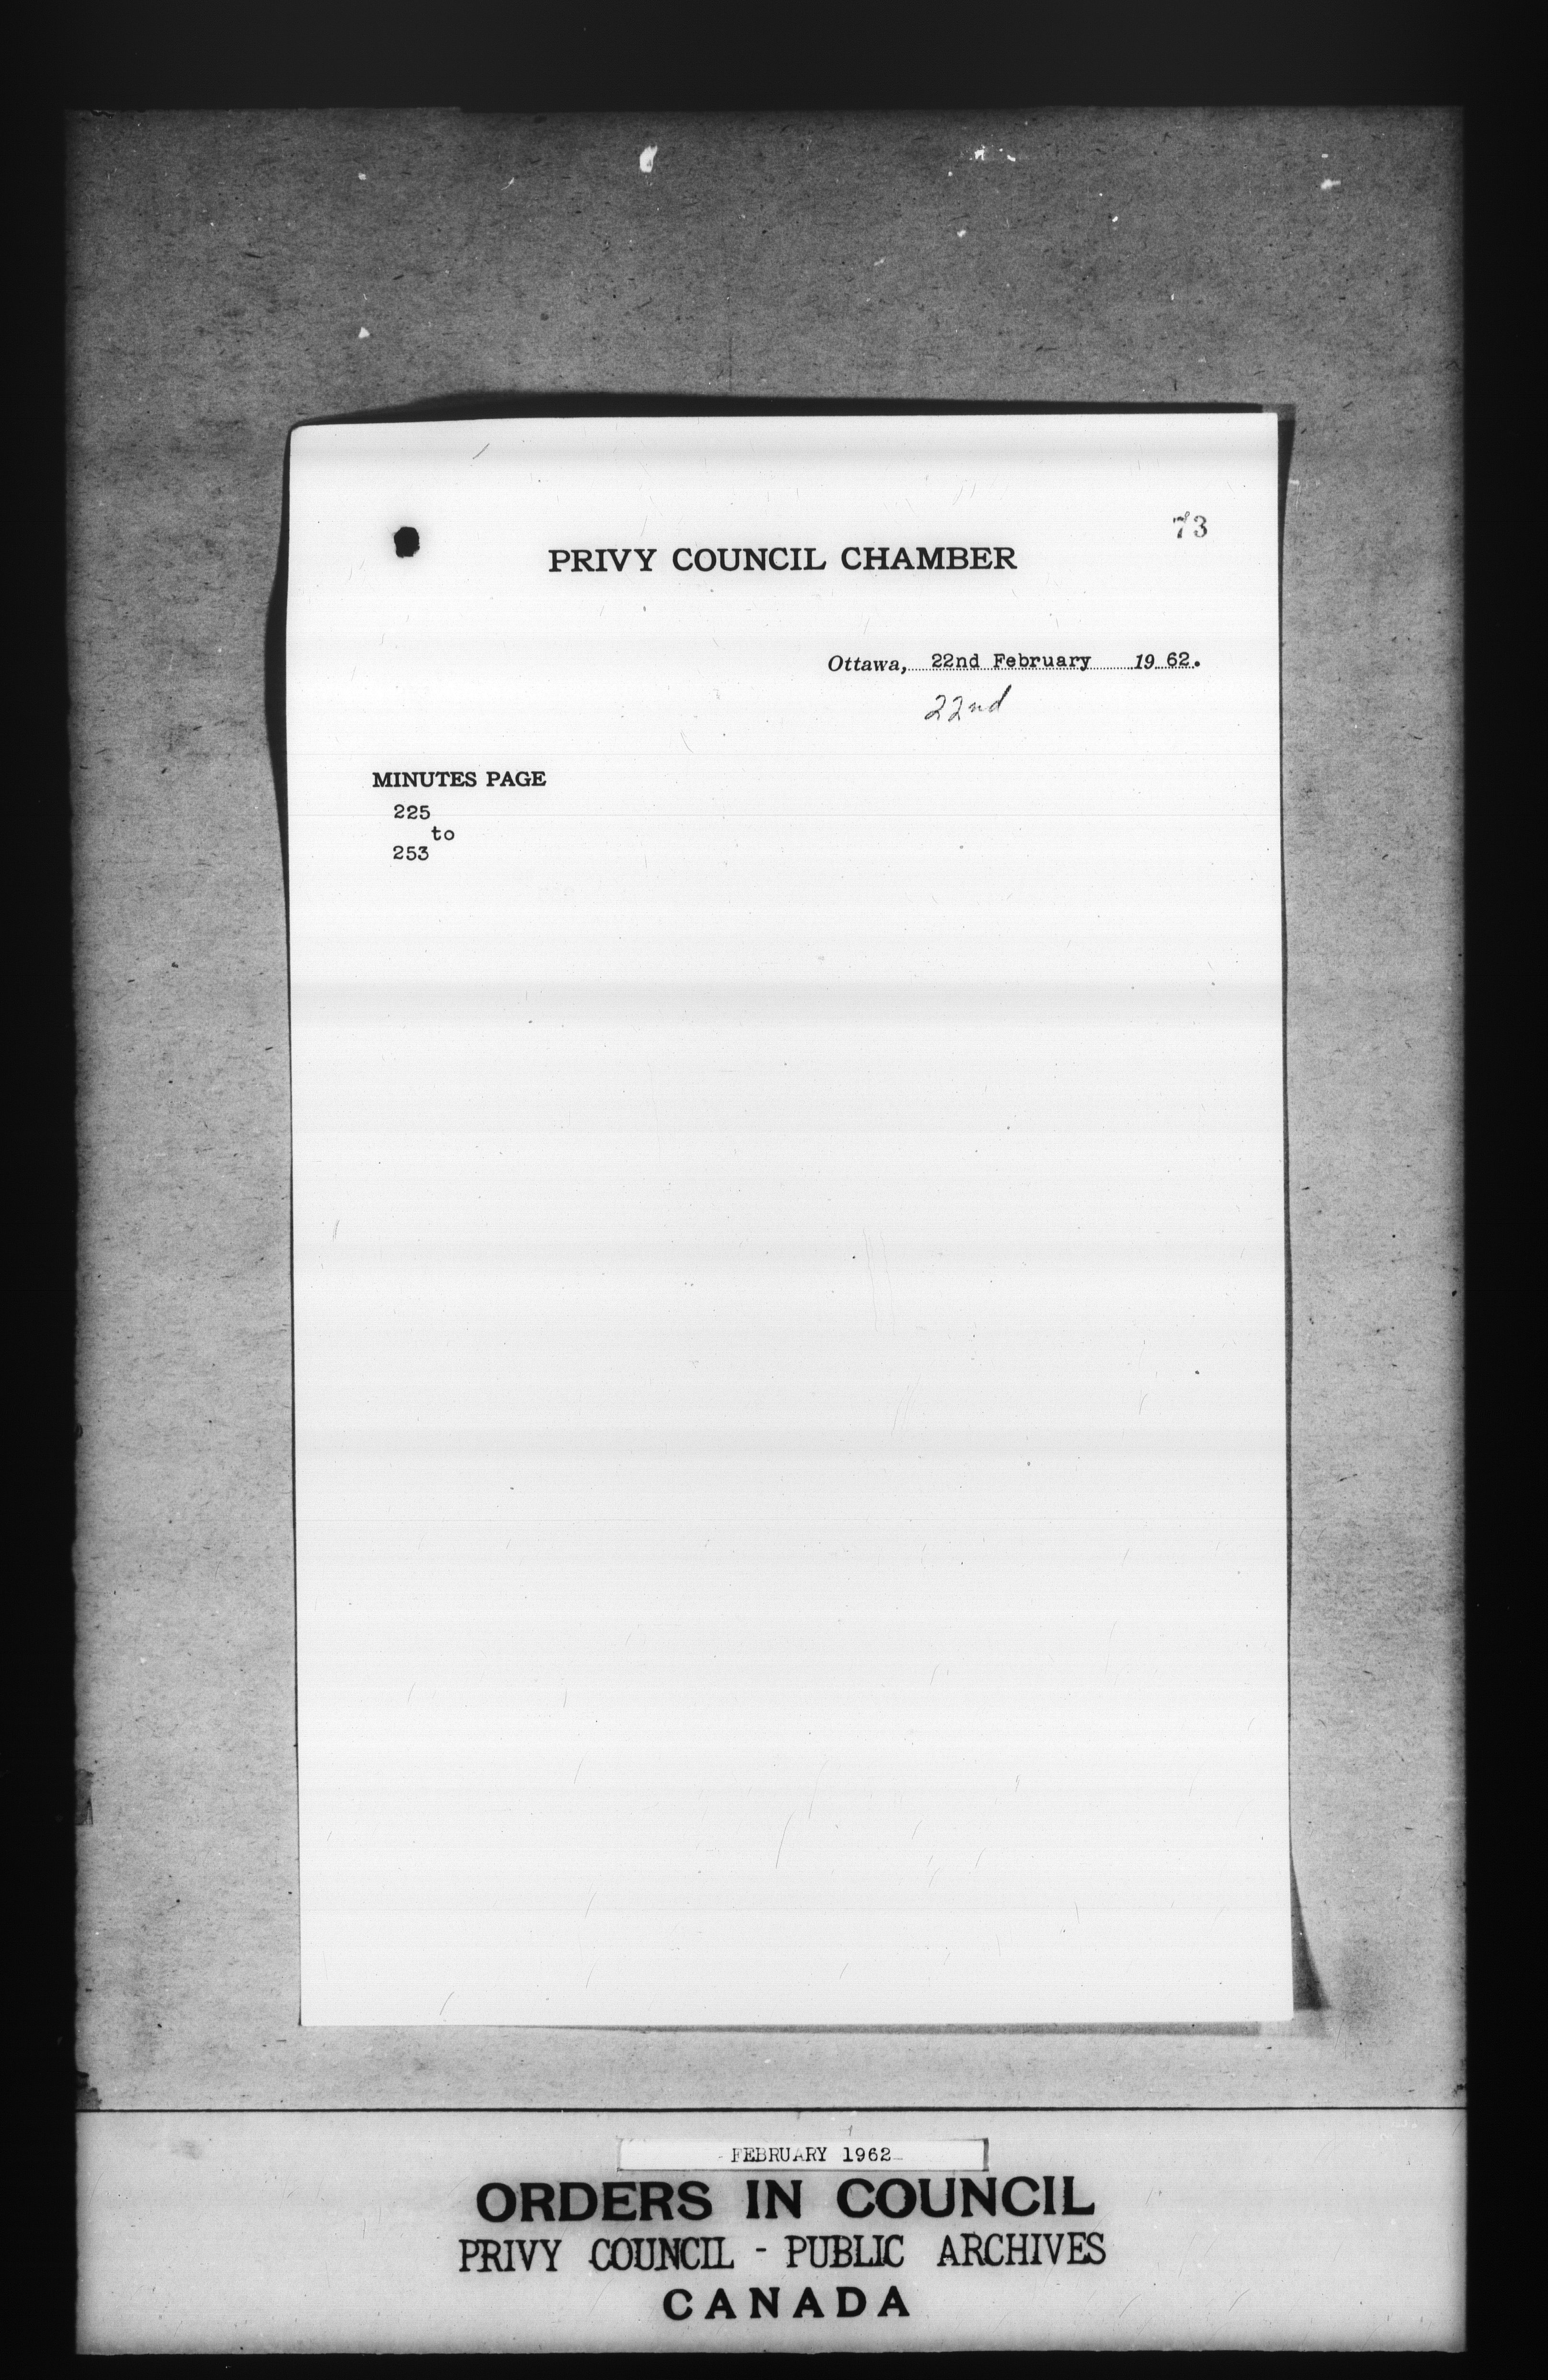 73
PRIVY COUNCIL CHAMBER
Ottawa, 22nd February 19 62.
22nd
MINUTES PAGE
225
to
253
FEBRUARY 1962
ORDERS IN COUNCIL
PRIVY COUNCIL - PUBLIC ARCHIVES
CANADA